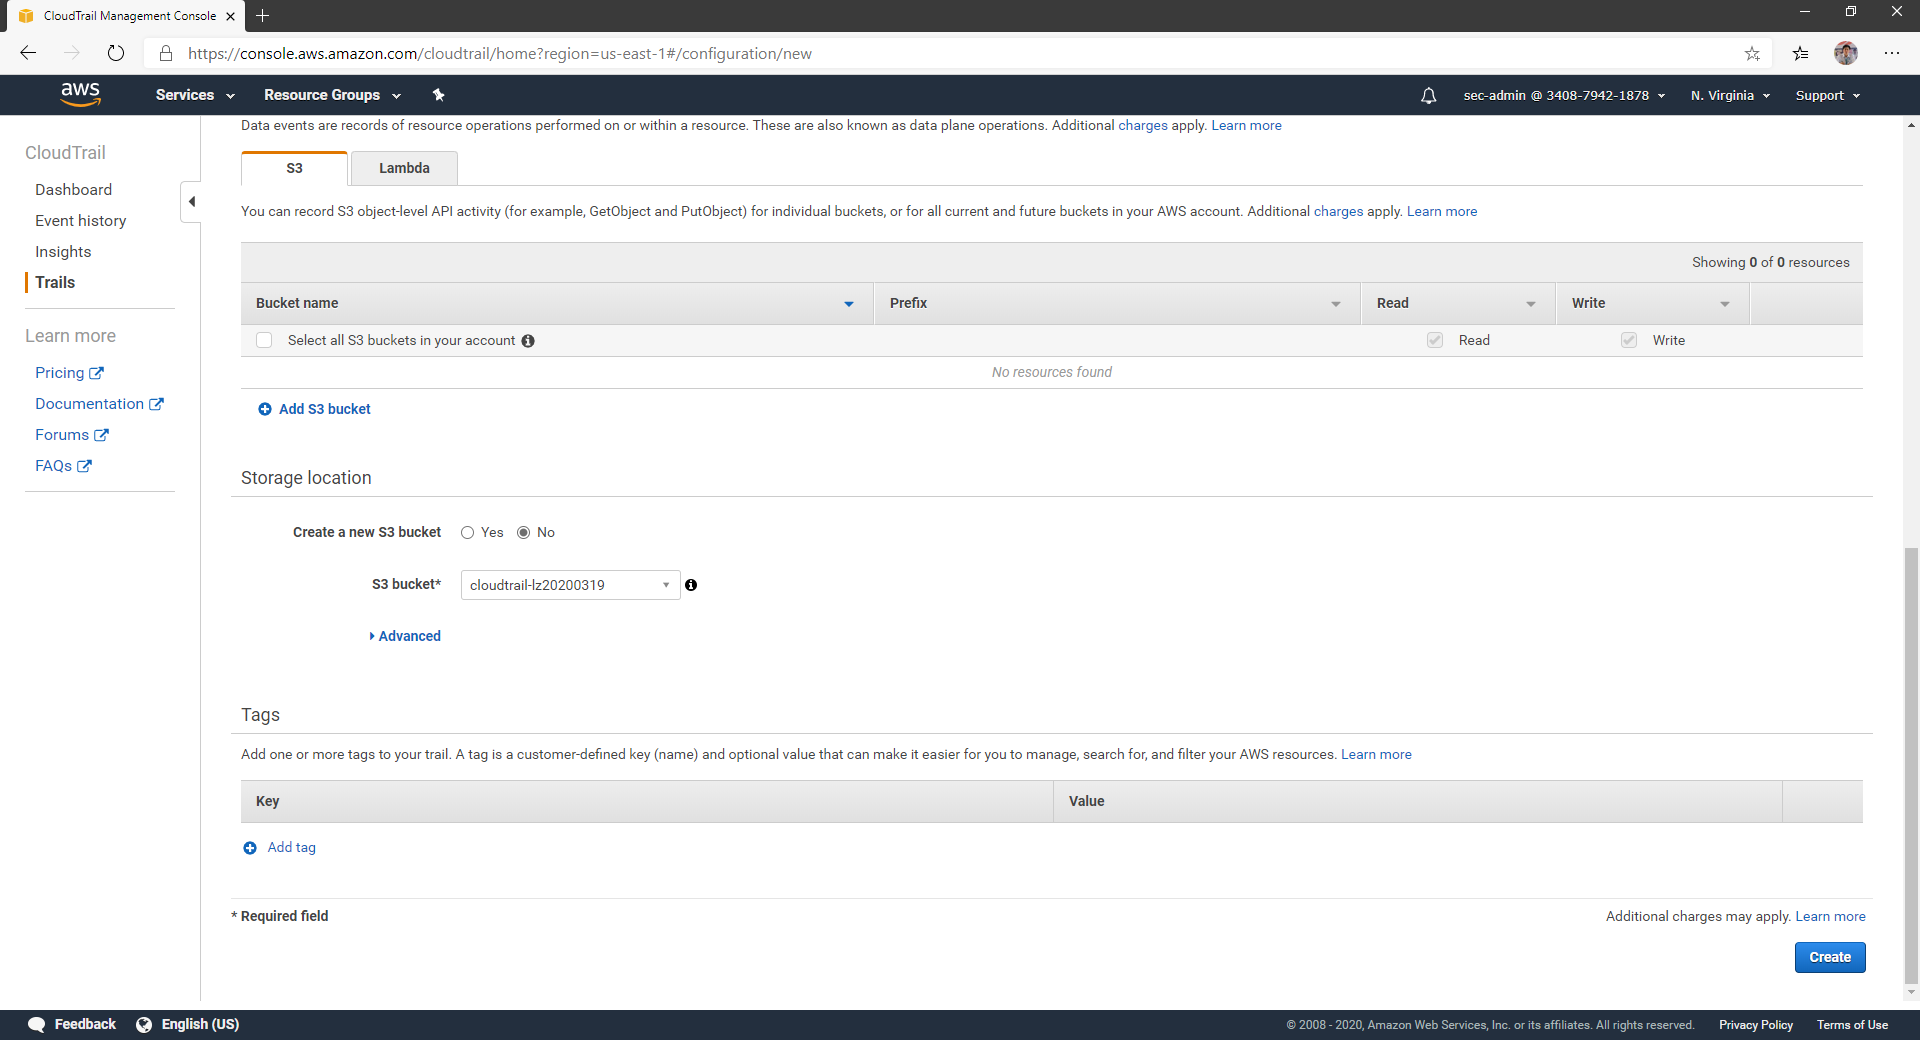 CloudTrail Management Console
https://console.aws.amazon.com/cloudtrail/home?region=us-east-1#/configuration/new
aws
Services
Resource Groups
sec-admin @ 3408-7942-1878
N. Virginia
Support
CloudTrail
Dashboard
Event history
Insights
Trails
Learn more
Pricing
Documentation
Forums
FAQs
Data events are records of resource operations performed on or within a resource. These are also known as data plane operations. Additional charges apply. Learn more
S3
Lambda
You can record S3 object-level API activity (for example, GetObject and PutObject) for individual buckets, or for all current and future buckets in your AWS account. Additional charges apply. Learn more
Showing 0 of 0 resources
Bucket name
Prefix
Read
Write
Select all S3 buckets in your account
Read
Write
No resources found
Add S3 bucket
Storage location
Create a new S3 bucket
Yes
No
S3 bucket*
cloudtrail-lz20200319
Advanced
Tags
Add one or more tags to your trail. A tag is a customer-defined key (name) and optional value that can make it easier for you to manage, search for, and filter your AWS resources. Learn more
Key
Value
Add tag
* Required field
Additional charges may apply. Learn more
Create
Feedback
English (US)
© 2008 - 2020, Amazon Web Services, Inc. or its affiliates. All rights reserved.
Privacy Policy
Terms of Use